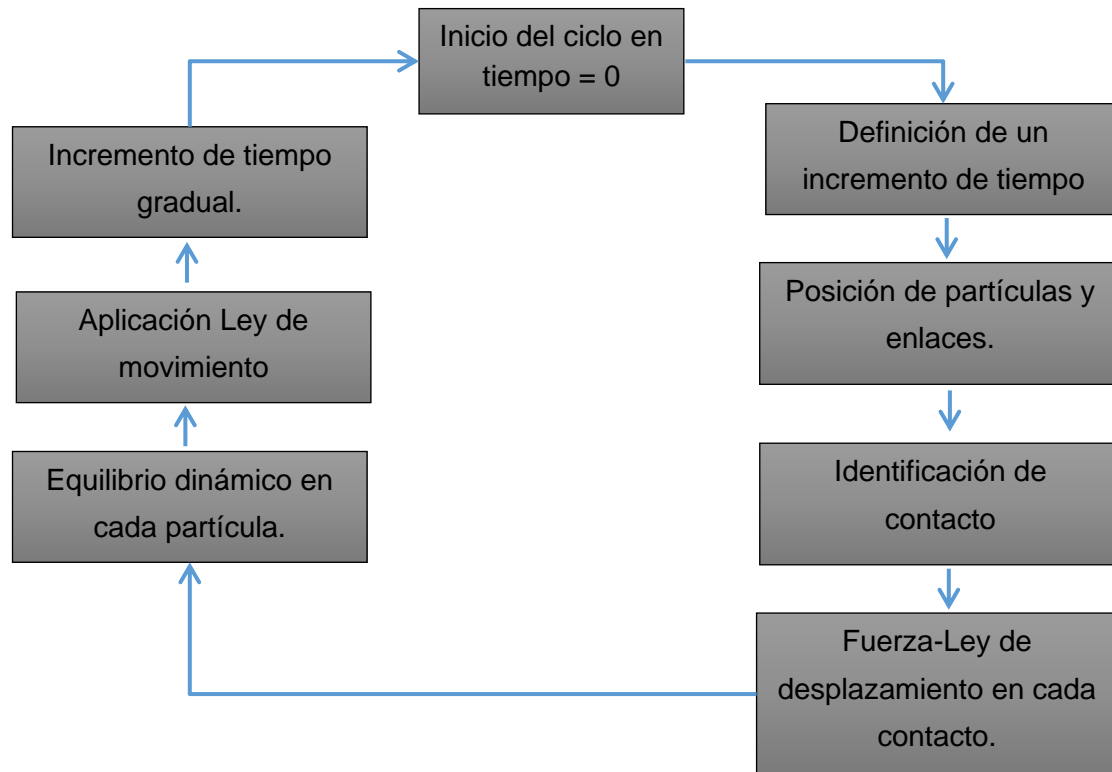 Inicio del ciclo en
tiempo = 0
Definición de un
incremento de tiempo
Posición de partículas y
enlaces.
Identificación de
contacto
Fuerza-Ley de
desplazamiento en cada
contacto.
Equilibrio dinámico en
cada partícula.
Aplicación Ley de
movimiento
Incremento de tiempo
gradual.